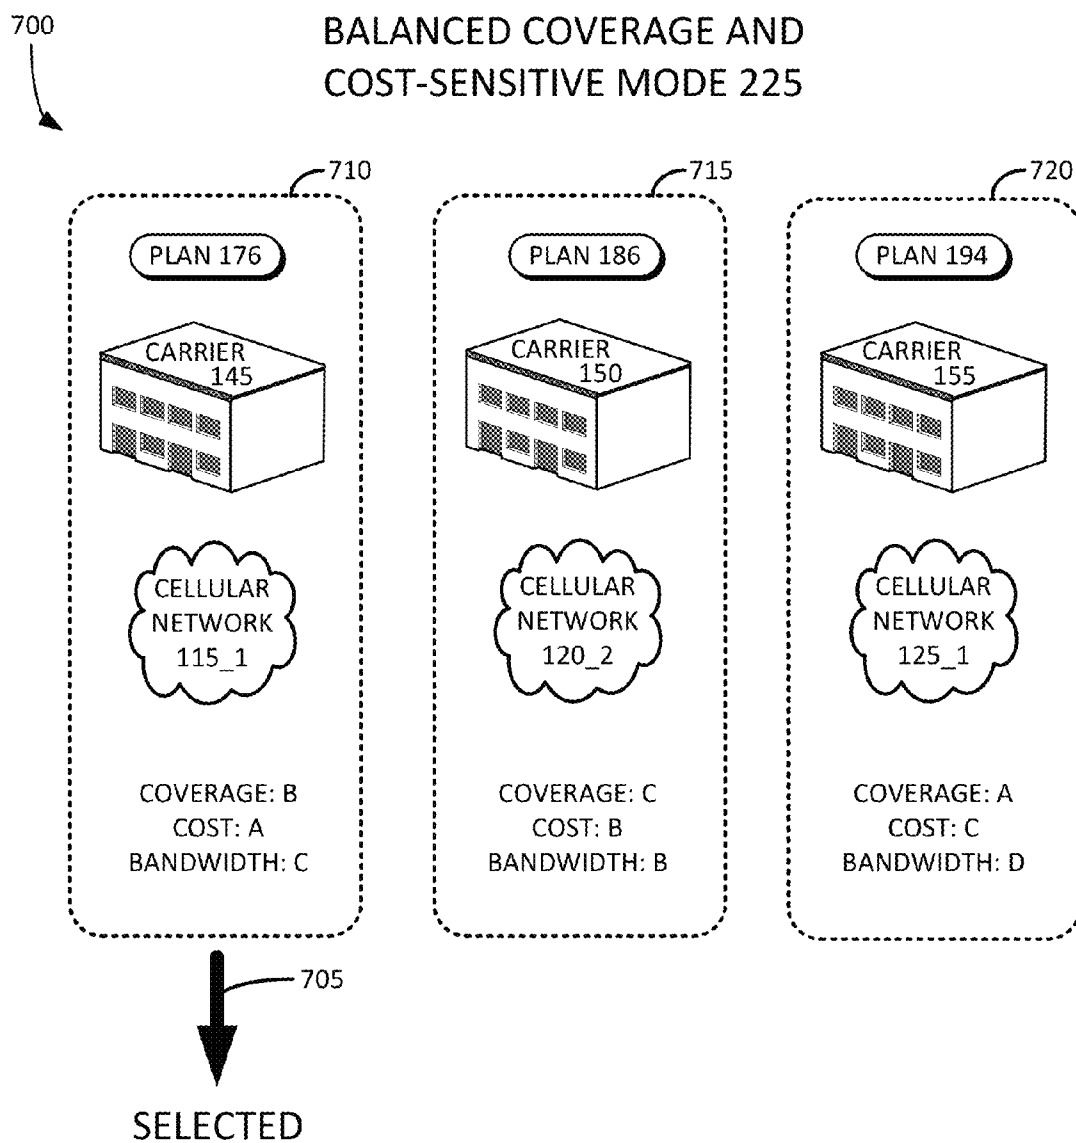 700
BALANCED COVERAGE AND
COST-SENSITIVE MODE 225
710
PLAN 176
CARRIER
145
CELLULAR
NETWORK
115_1
COVERAGE: B
COST: A
BANDWIDTH: C
715
PLAN 186
CARRIER
150
CELLULAR
NETWORK
120_2
COVERAGE: C
COST: B
BANDWIDTH: B
720
PLAN 194
CARRIER
155
CELLULAR
NETWORK
125_1
COVERAGE: A
COST: C
BANDWIDTH: D
705
SELECTED